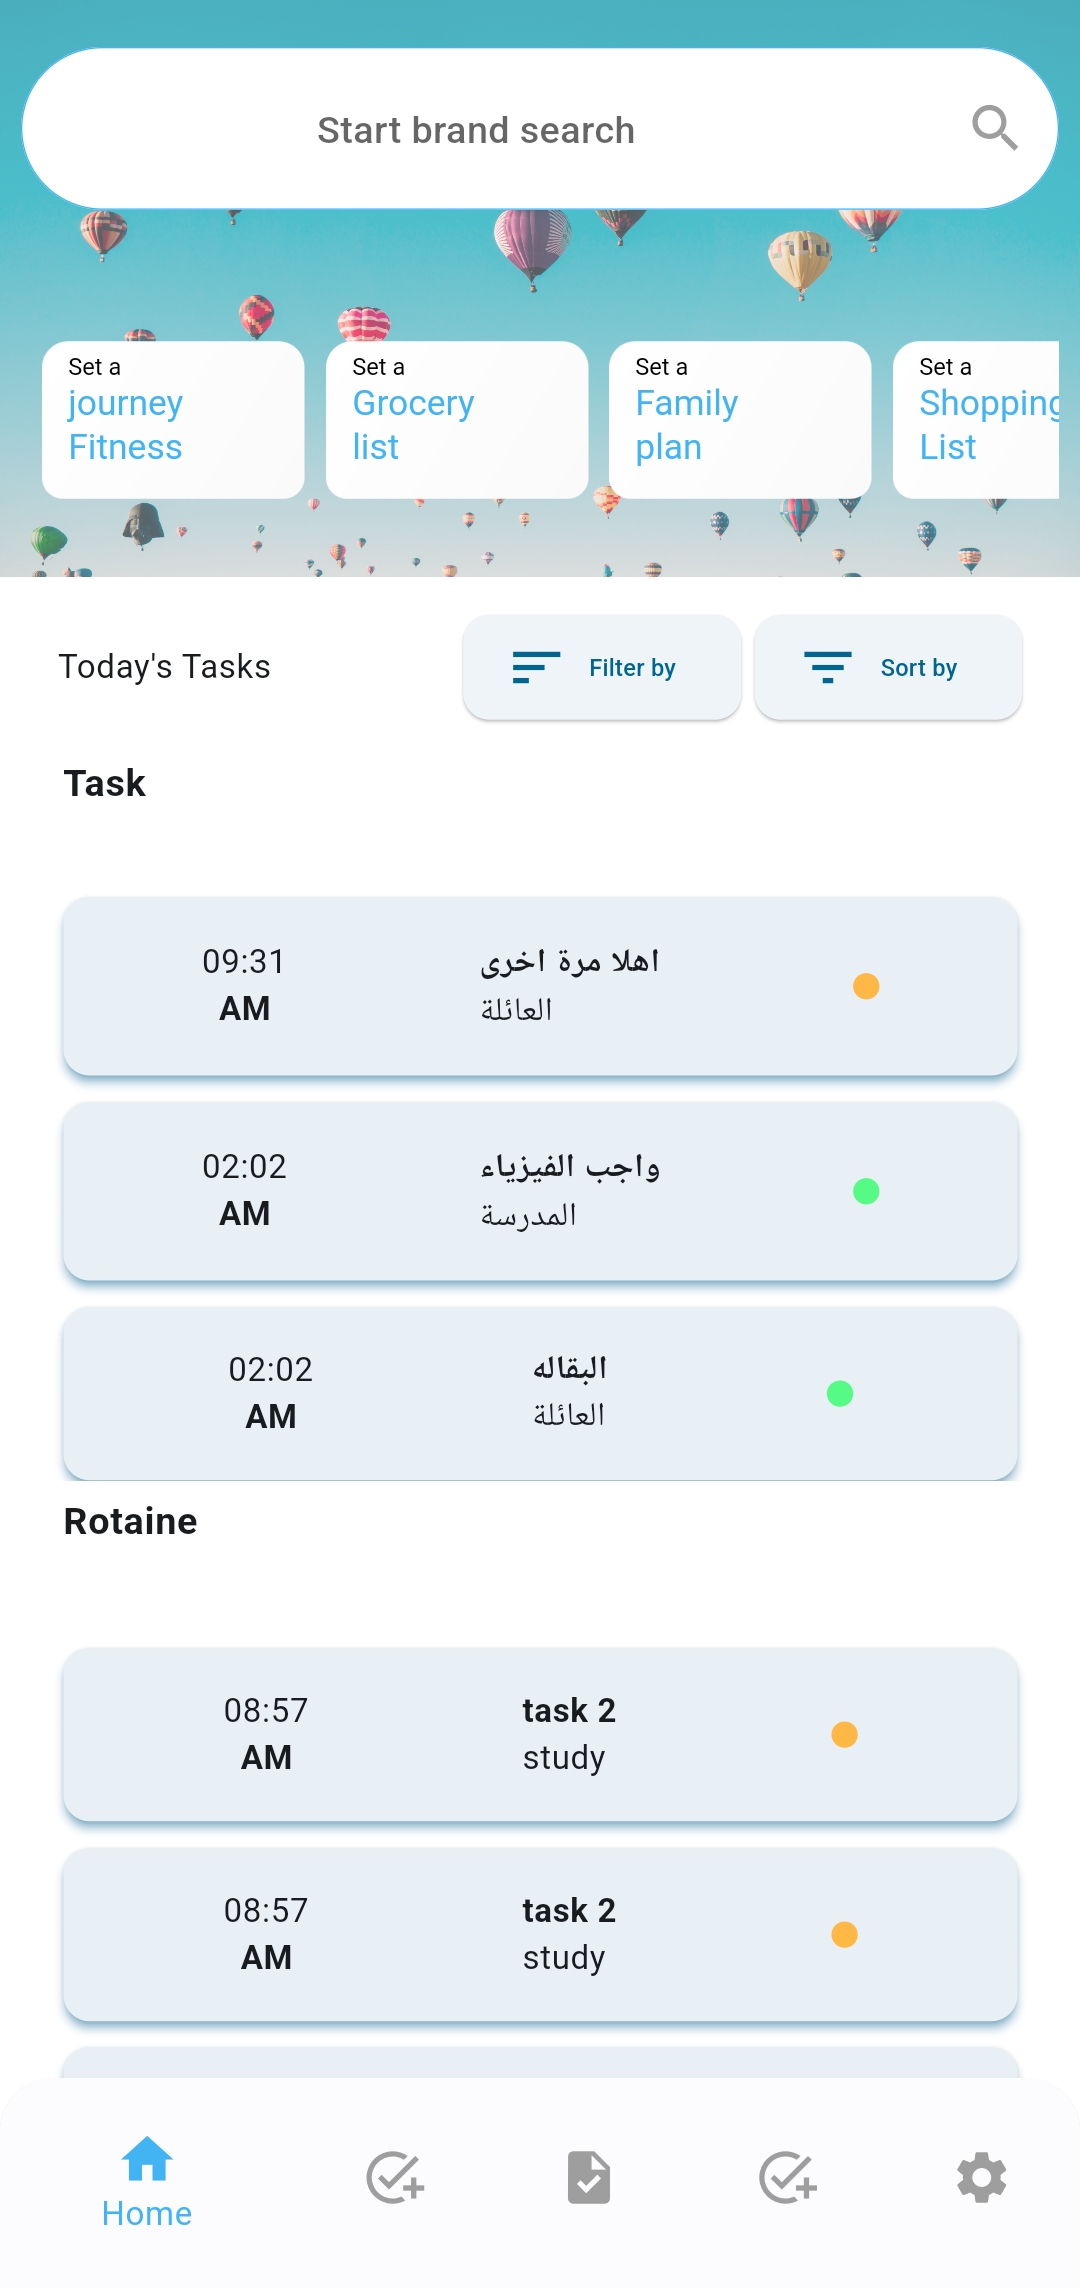 Start brand search
Set a
journey
Fitness
Set a
Grocery
list
Set a
Family
plan
Set a
Shopping
List
Today's Tasks
Filter by
Sort by
Task
09:31
AM
اهلا مرة اخرى
العائلة
02:02
AM
واجب الفيزياء
المدرسة
02:02
AM
البقاله
العائلة
Rotaine
08:57
AM
task 2
study
08:57
AM
task 2
study
Home